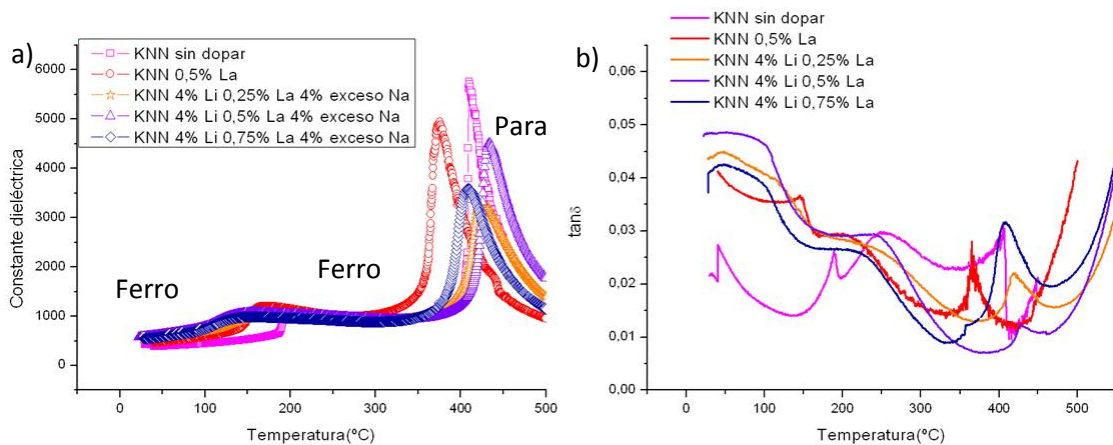 a)
KNN sin dopar
KNN 0,5% La
KNN 4% Li 0,25% La 4% exceso Na
KNN 4% Li 0,5% La 4% exceso Na
KNN 4% Li 0,75% La 4% exceso Na
Constante dieléctrica
6000
5000
4000
3000
2000
1000
0
Ferro
Ferro
Para
0
100
200
300
400
500
Temperatura(ºC)
b)
KNN sin dopar
KNN 0,5% La
KNN 4% Li 0,25% La
KNN 4% Li 0,5% La
KNN 4% Li 0,75% La
tanδ
0,06
0,05
0,04
0,03
0,02
0,01
0,00
0
100
200
300
400
500
Temperatura(ºC)